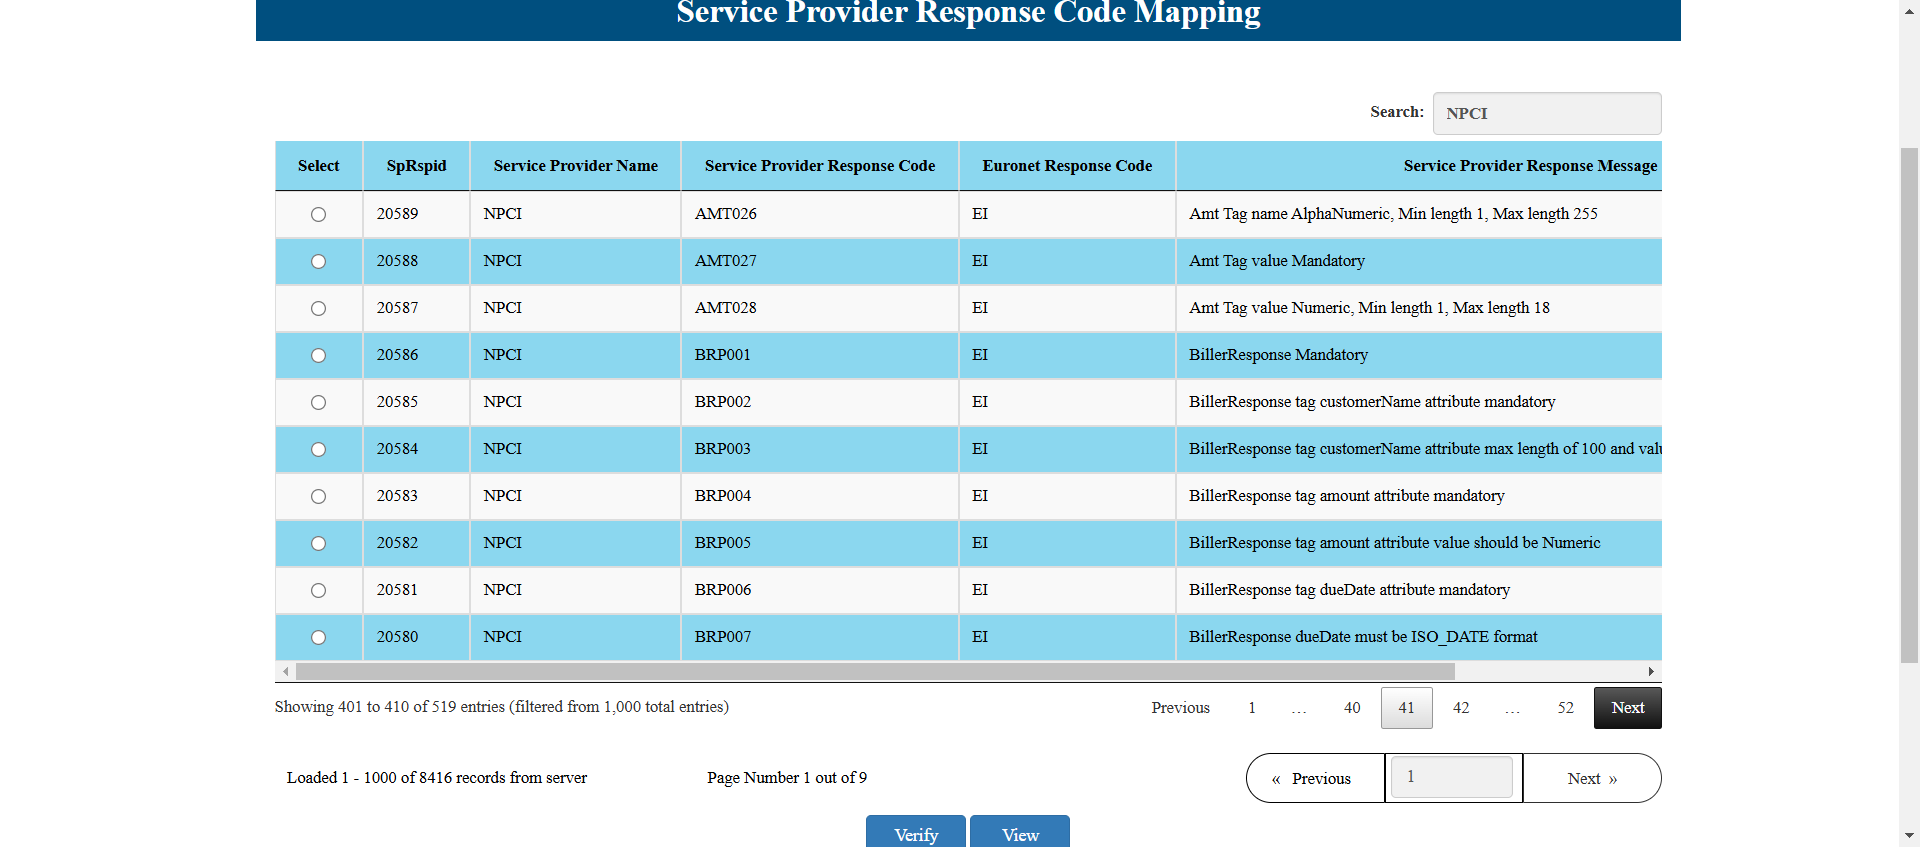 Service Provider Response Code Mapping
Search: NPCI
Select SpRspid Service Provider Name Service Provider Response Code Euronet Response Code Service Provider Response Message
20589 NPCI AMT026 EI Amt Tag name AlphaNumeric, Min length 1, Max length 255
20588 NPCI AMT027 EI Amt Tag value Mandatory
20587 NPCI AMT028 EI Amt Tag value Numeric, Min length 1, Max length 18
20586 NPCI BRP001 EI BillerResponse Mandatory
20585 NPCI BRP002 EI BillerResponse tag customerName attribute mandatory
20584 NPCI BRP003 EI BillerResponse tag customerName attribute max length of 100 and
20583 NPCI BRP004 EI BillerResponse tag amount attribute mandatory
20582 NPCI BRP005 EI BillerResponse tag amount attribute value should be Numeric
20581 NPCI BRP006 EI BillerResponse tag dueDate attribute mandatory
20580 NPCI BRP007 EI BillerResponse dueDate must be ISO_DATE format
Showing 401 to 410 of 519 entries (filtered from 1,000 total entries) Previous 1 … 40 41 42 … 52 Next
Loaded 1 - 1000 of 8416 records from server Page Number 1 out of 9 « Previous 1 Next »
Verify View